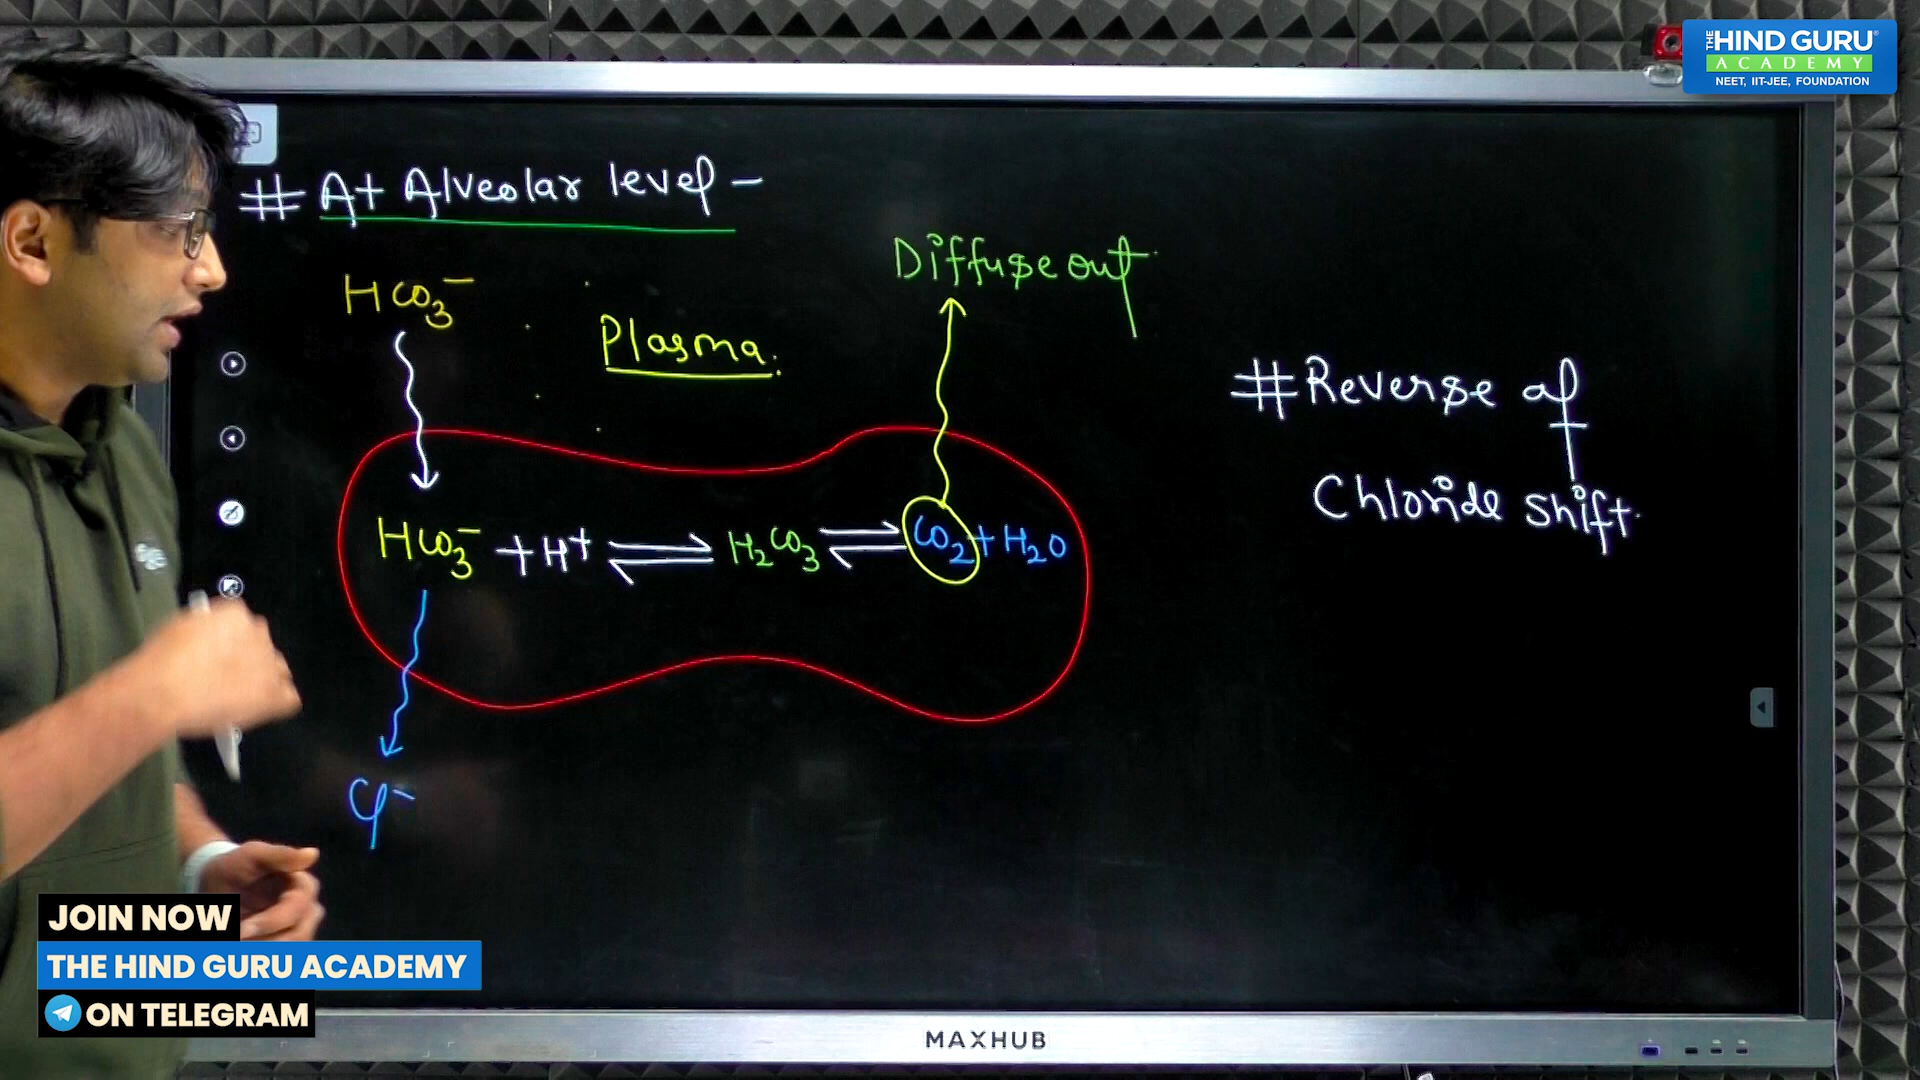 THE HIND GURU®
ACADEMY
NEET, IIT-JEE, FOUNDATION
# At Alveolar level -
Diffuse out
HCO₃⁻
Plasma
# Reverse of
Chloride Shift.
HCO₃⁻ + H⁺ ⇌ H₂CO₃ ⇌ CO₂ + H₂O
Cl⁻
JOIN NOW
THE HIND GURU ACADEMY
ON TELEGRAM
MAXHUB